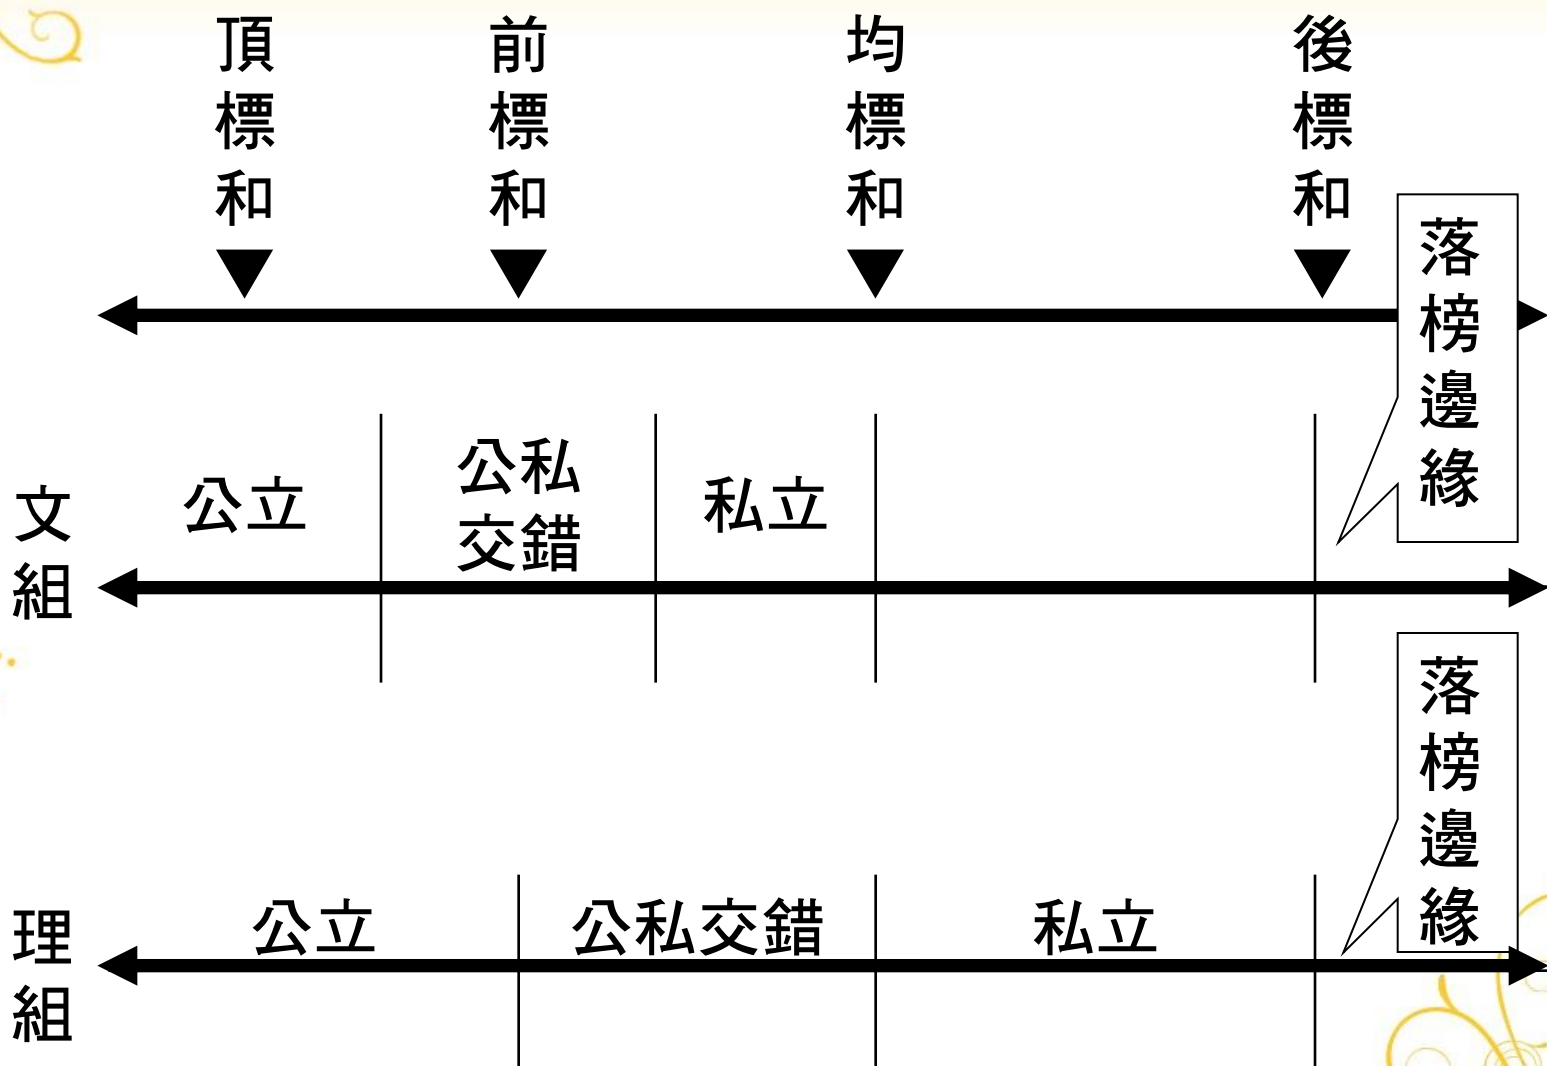 頂標和
前標和
均標和
後標和
落榜邊緣
文組
公立
公私
交錯
私立
落榜邊緣
理組
公立
公私交錯
私立